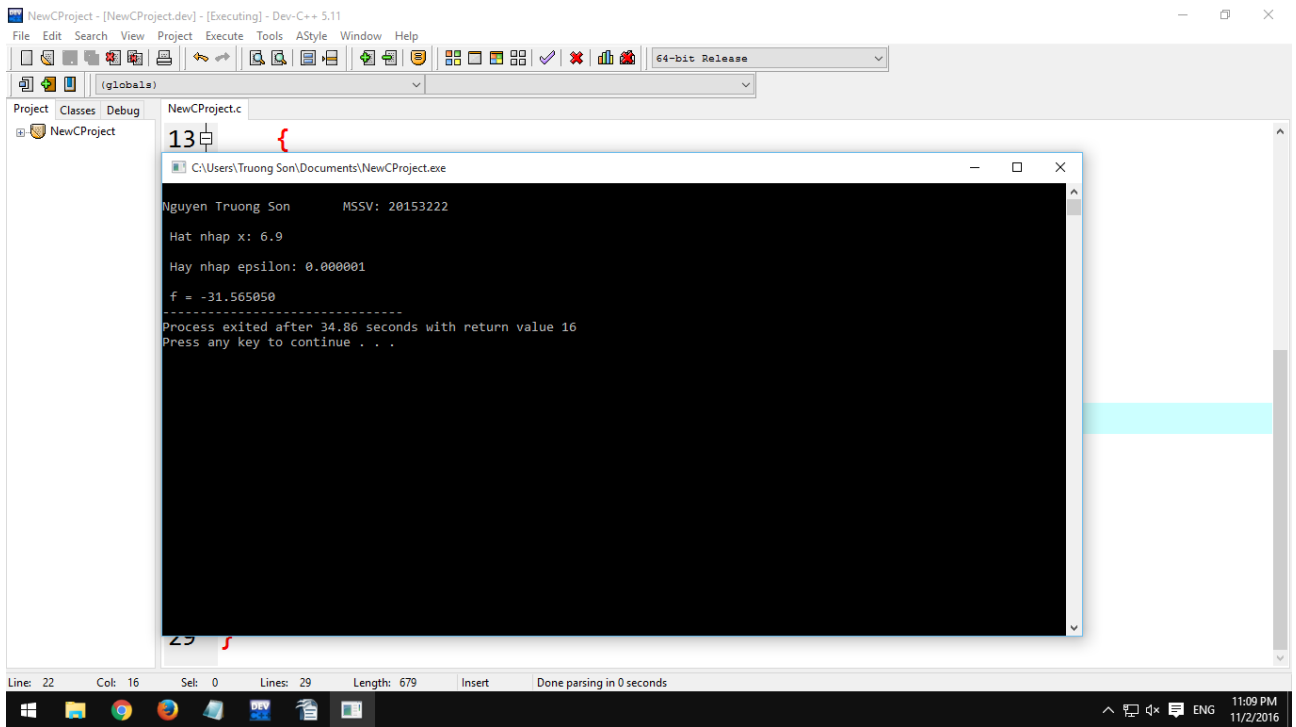 NewCProject - [NewCProject.dev] - [Executing] - Dev-C++ 5.11
File Edit Search View Project Execute Tools AStyle Window Help
64-bit Release
(globals)
Project Classes Debug NewCProject.c
NewCProject
13 {
C:\Users\Truong Son\Documents\NewCProject.exe
Nguyen Truong Son MSSV: 20153222
Hat nhap x: 6.9
Hay nhap epsilon: 0.000001
f = -31.565050
--------------------------------
Process exited after 34.86 seconds with return value 16
Press any key to continue . . .
29 }
Line: 22 Col: 16 Sel: 0 Lines: 29 Length: 679 Insert Done parsing in 0 seconds
DEV
ENG
11:09 PM
11/2/2016